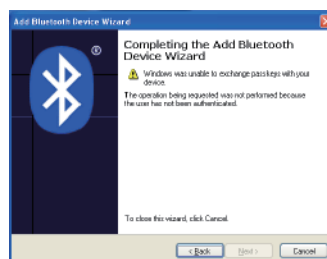 Add Bluetooth Device Wizard
®
Completing the Add Bluetooth
Device Wizard
Windows was unable to exchange passkeys with your
device.
The operation being requested was not performed because
the user has not been authenticated.
To close this wizard, click Cancel.
< Back
Next >
Cancel